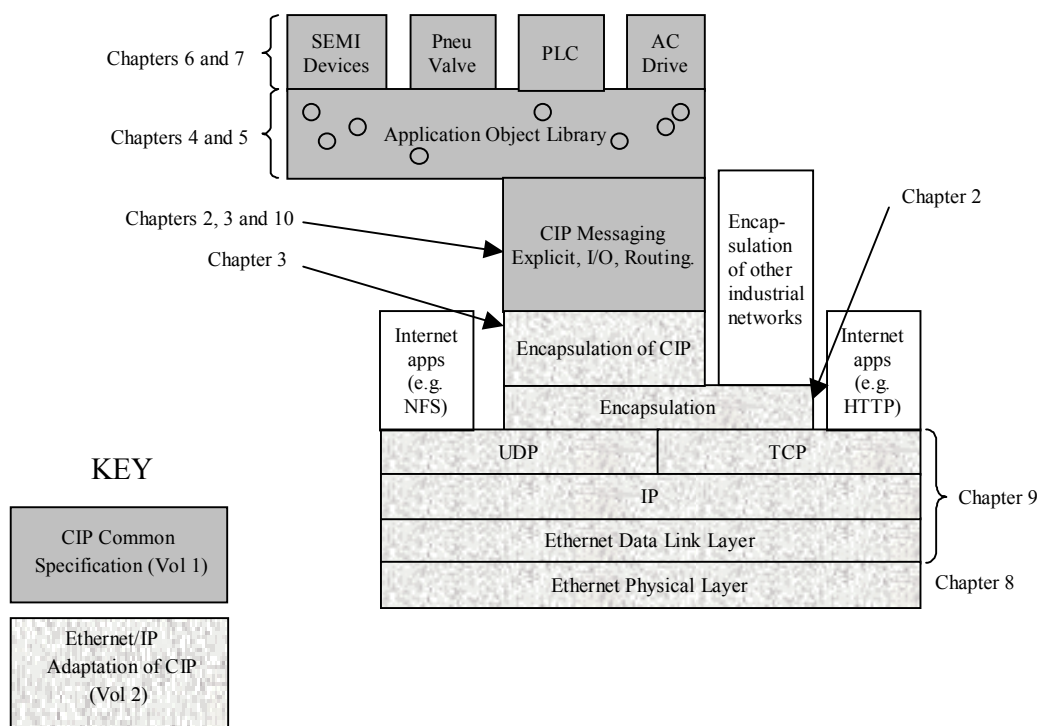 Chapters 6 and 7
SEMI
Devices
Pneu
Valve
PLC
AC
Drive
Chapters 4 and 5
Application Object Library
Chapters 2, 3 and 10
CIP Messaging
Explicit, I/O, Routing.
Encap-
sulation
of other
industrial
networks
Chapter 2
Chapter 3
Internet
apps
(e.g.
NFS)
Encapsulation of CIP
Internet
apps
(e.g.
HTTP)
Encapsulation
UDP
TCP
IP
Ethernet Data Link Layer
Chapter 9
Ethernet Physical Layer
Chapter 8
KEY
CIP Common
Specification (Vol 1)
Ethernet/IP
Adaptation of CIP
(Vol 2)